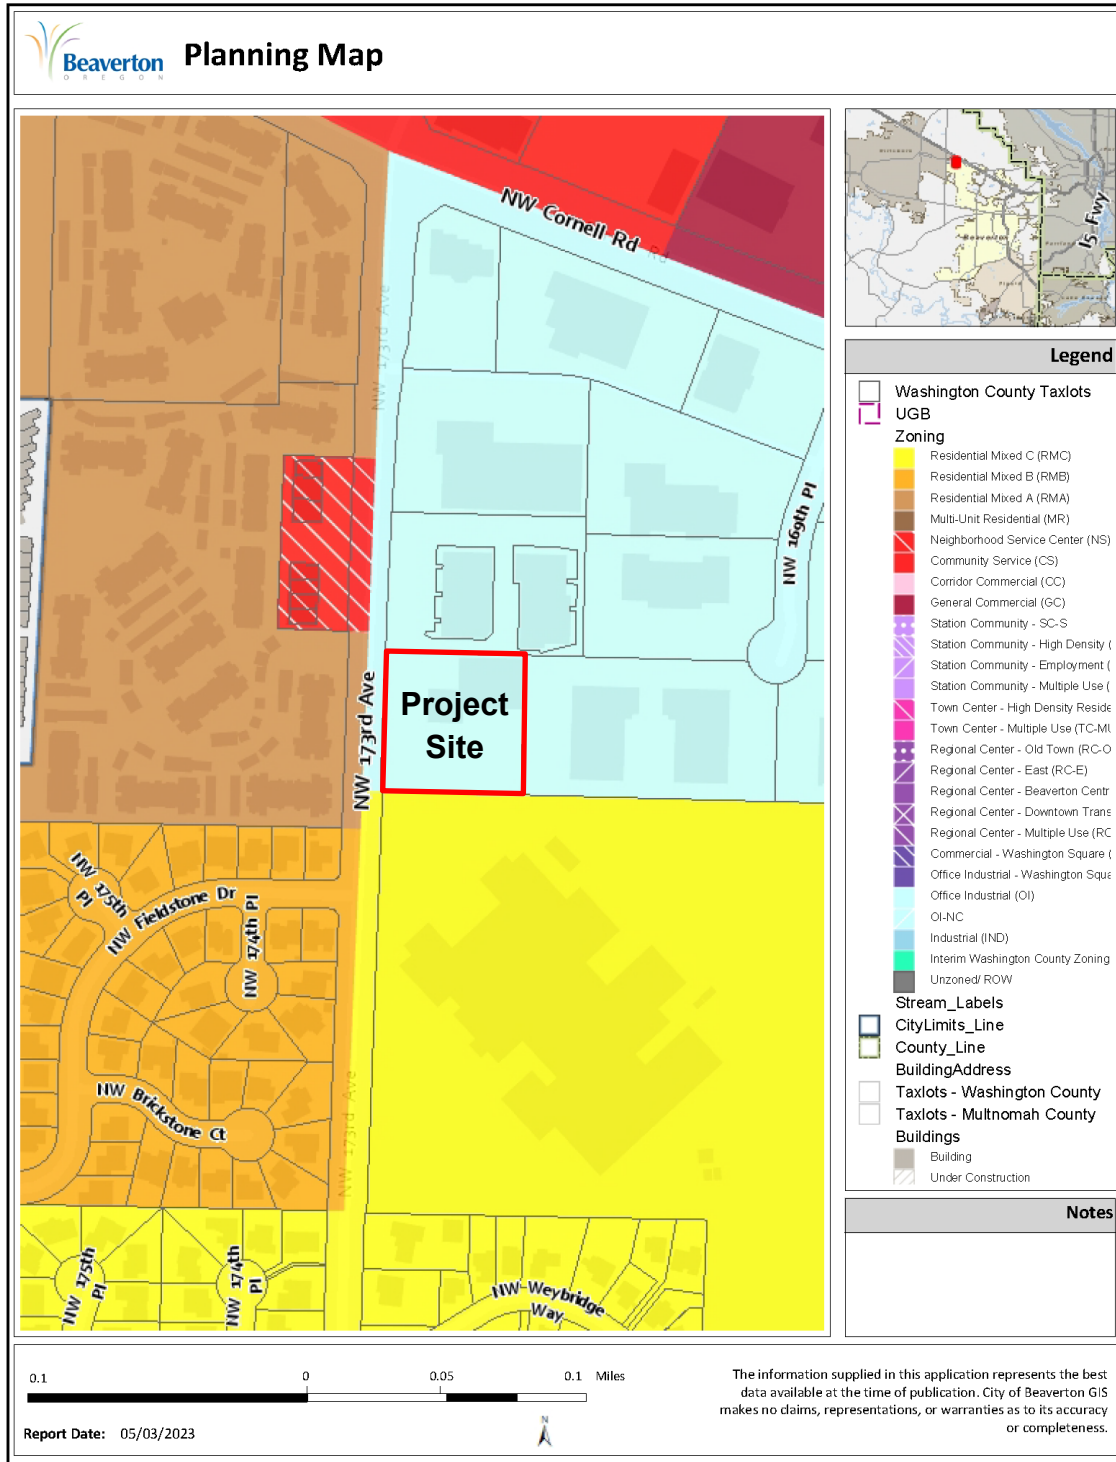 Beaverton
OREGON
Planning Map
NW Cornell Rd
Rd
NW 173rd Ave
NW 169th Pl
NW 173rd Ave
Project
Site
NW 175th
Pl
NW Fieldstone Dr
NW 174th Pl
NW Brickstone Ct
NW 173rd Ave
NW 175th
Pl
NW 174th
Pl
NW Weybridge
Way
Beaverton
I5 Fwy
Legend
Washington County Taxlots
UGB
Zoning
Residential Mixed C (RMC)
Residential Mixed B (RMB)
Residential Mixed A (RMA)
Multi-Unit Residential (MR)
Neighborhood Service Center (NS)
Community Service (CS)
Corridor Commercial (CC)
General Commercial (GC)
Station Community - SC-S
Station Community - High Density (
Station Community - Employment (
Station Community - Multiple Use (
Town Center - High Density Reside
Town Center - Multiple Use (TC-MU
Regional Center - Old Town (RC-O
Regional Center - East (RC-E)
Regional Center - Beaverton Centr
Regional Center - Downtown Trans
Regional Center - Multiple Use (RC
Commercial - Washington Square (
Office Industrial - Washington Squa
Office Industrial (OI)
OI-NC
Industrial (IND)
Interim Washington County Zoning
Unzoned/ ROW
Stream_Labels
CityLimits_Line
County_Line
BuildingAddress
Taxlots - Washington County
Taxlots - Multnomah County
Buildings
Building
Under Construction
Notes
0.1 0 0.05 0.1 Miles
Report Date: 05/03/2023
N
The information supplied in this application represents the best
data available at the time of publication. City of Beaverton GIS
makes no claims, representations, or warranties as to its accuracy
or completeness.